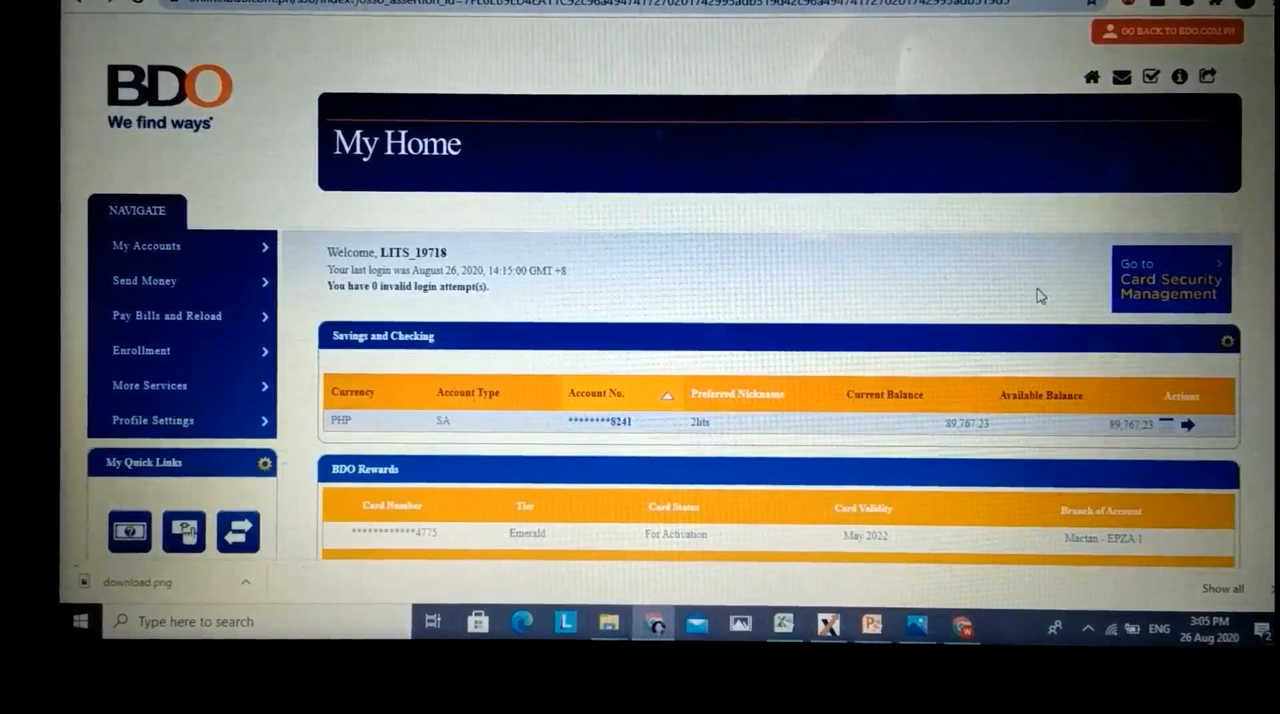 GO BACK TO BDO.COM.PH
BDO
We find ways
My Home
NAVIGATE
My Accounts
Send Money
Pay Bills and Reload
Enrollment
More Services
Profile Settings
My Quick Links
Welcome, LITS_19718
Your last login was August 26, 2020, 14:15:00 GMT +8
You have 0 invalid login attempt(s).
Go to
Card Security
Management
Savings and Checking
Currency Account Type Account No. Preferred Nickname Current Balance Available Balance Actions
PHP SA ********8241 2lits 89,767.23 89,767.23
BDO Rewards
Card Number Tier Card Status Card Validity Branch of Account
************4775 Emerald For Activation May 2022 Mactan - EPZA 1
download.png
Show all
Type here to search
ENG
3:05 PM
26 Aug 2020